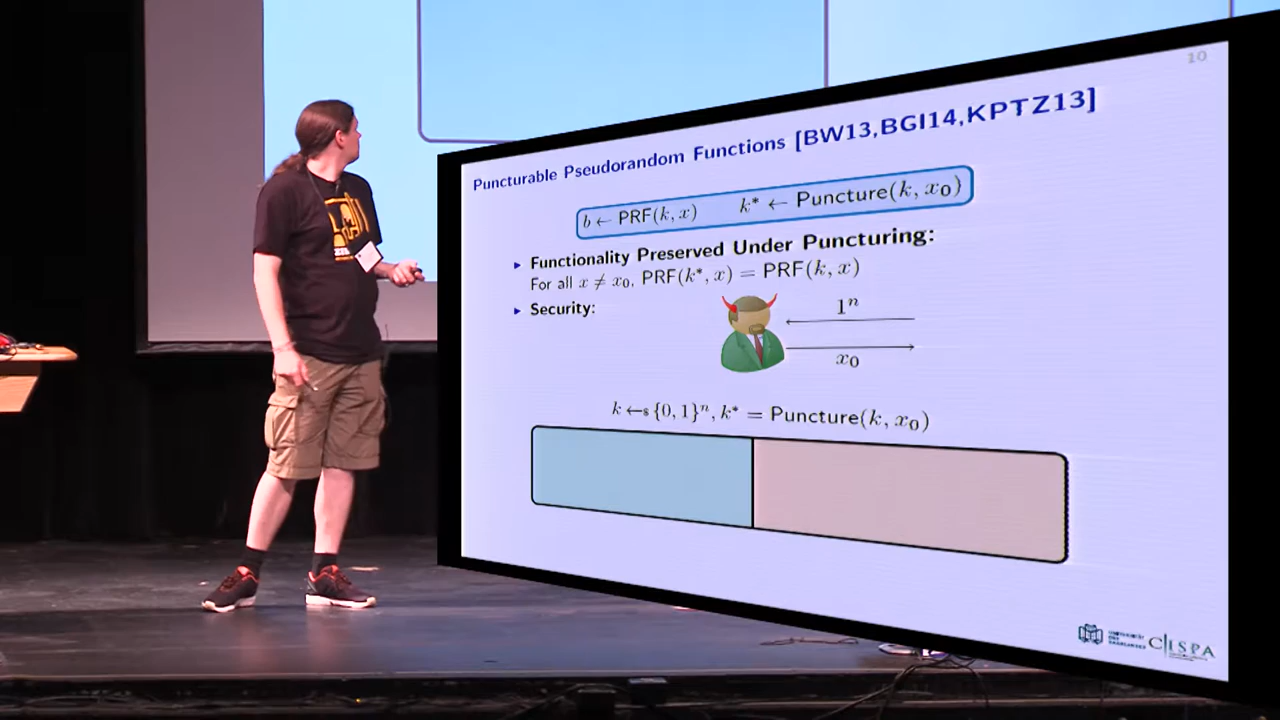 10
Puncturable Pseudorandom Functions [BW13,BGI14,KPTZ13]
b ← PRF(k, x) k* ← Puncture(k, x₀)
▸ Functionality Preserved Under Puncturing:
For all x ≠ x₀, PRF(k*, x) = PRF(k, x)
▸ Security:
1ⁿ
x₀
k ←$ {0, 1}ⁿ, k* = Puncture(k, x₀)
CISPA